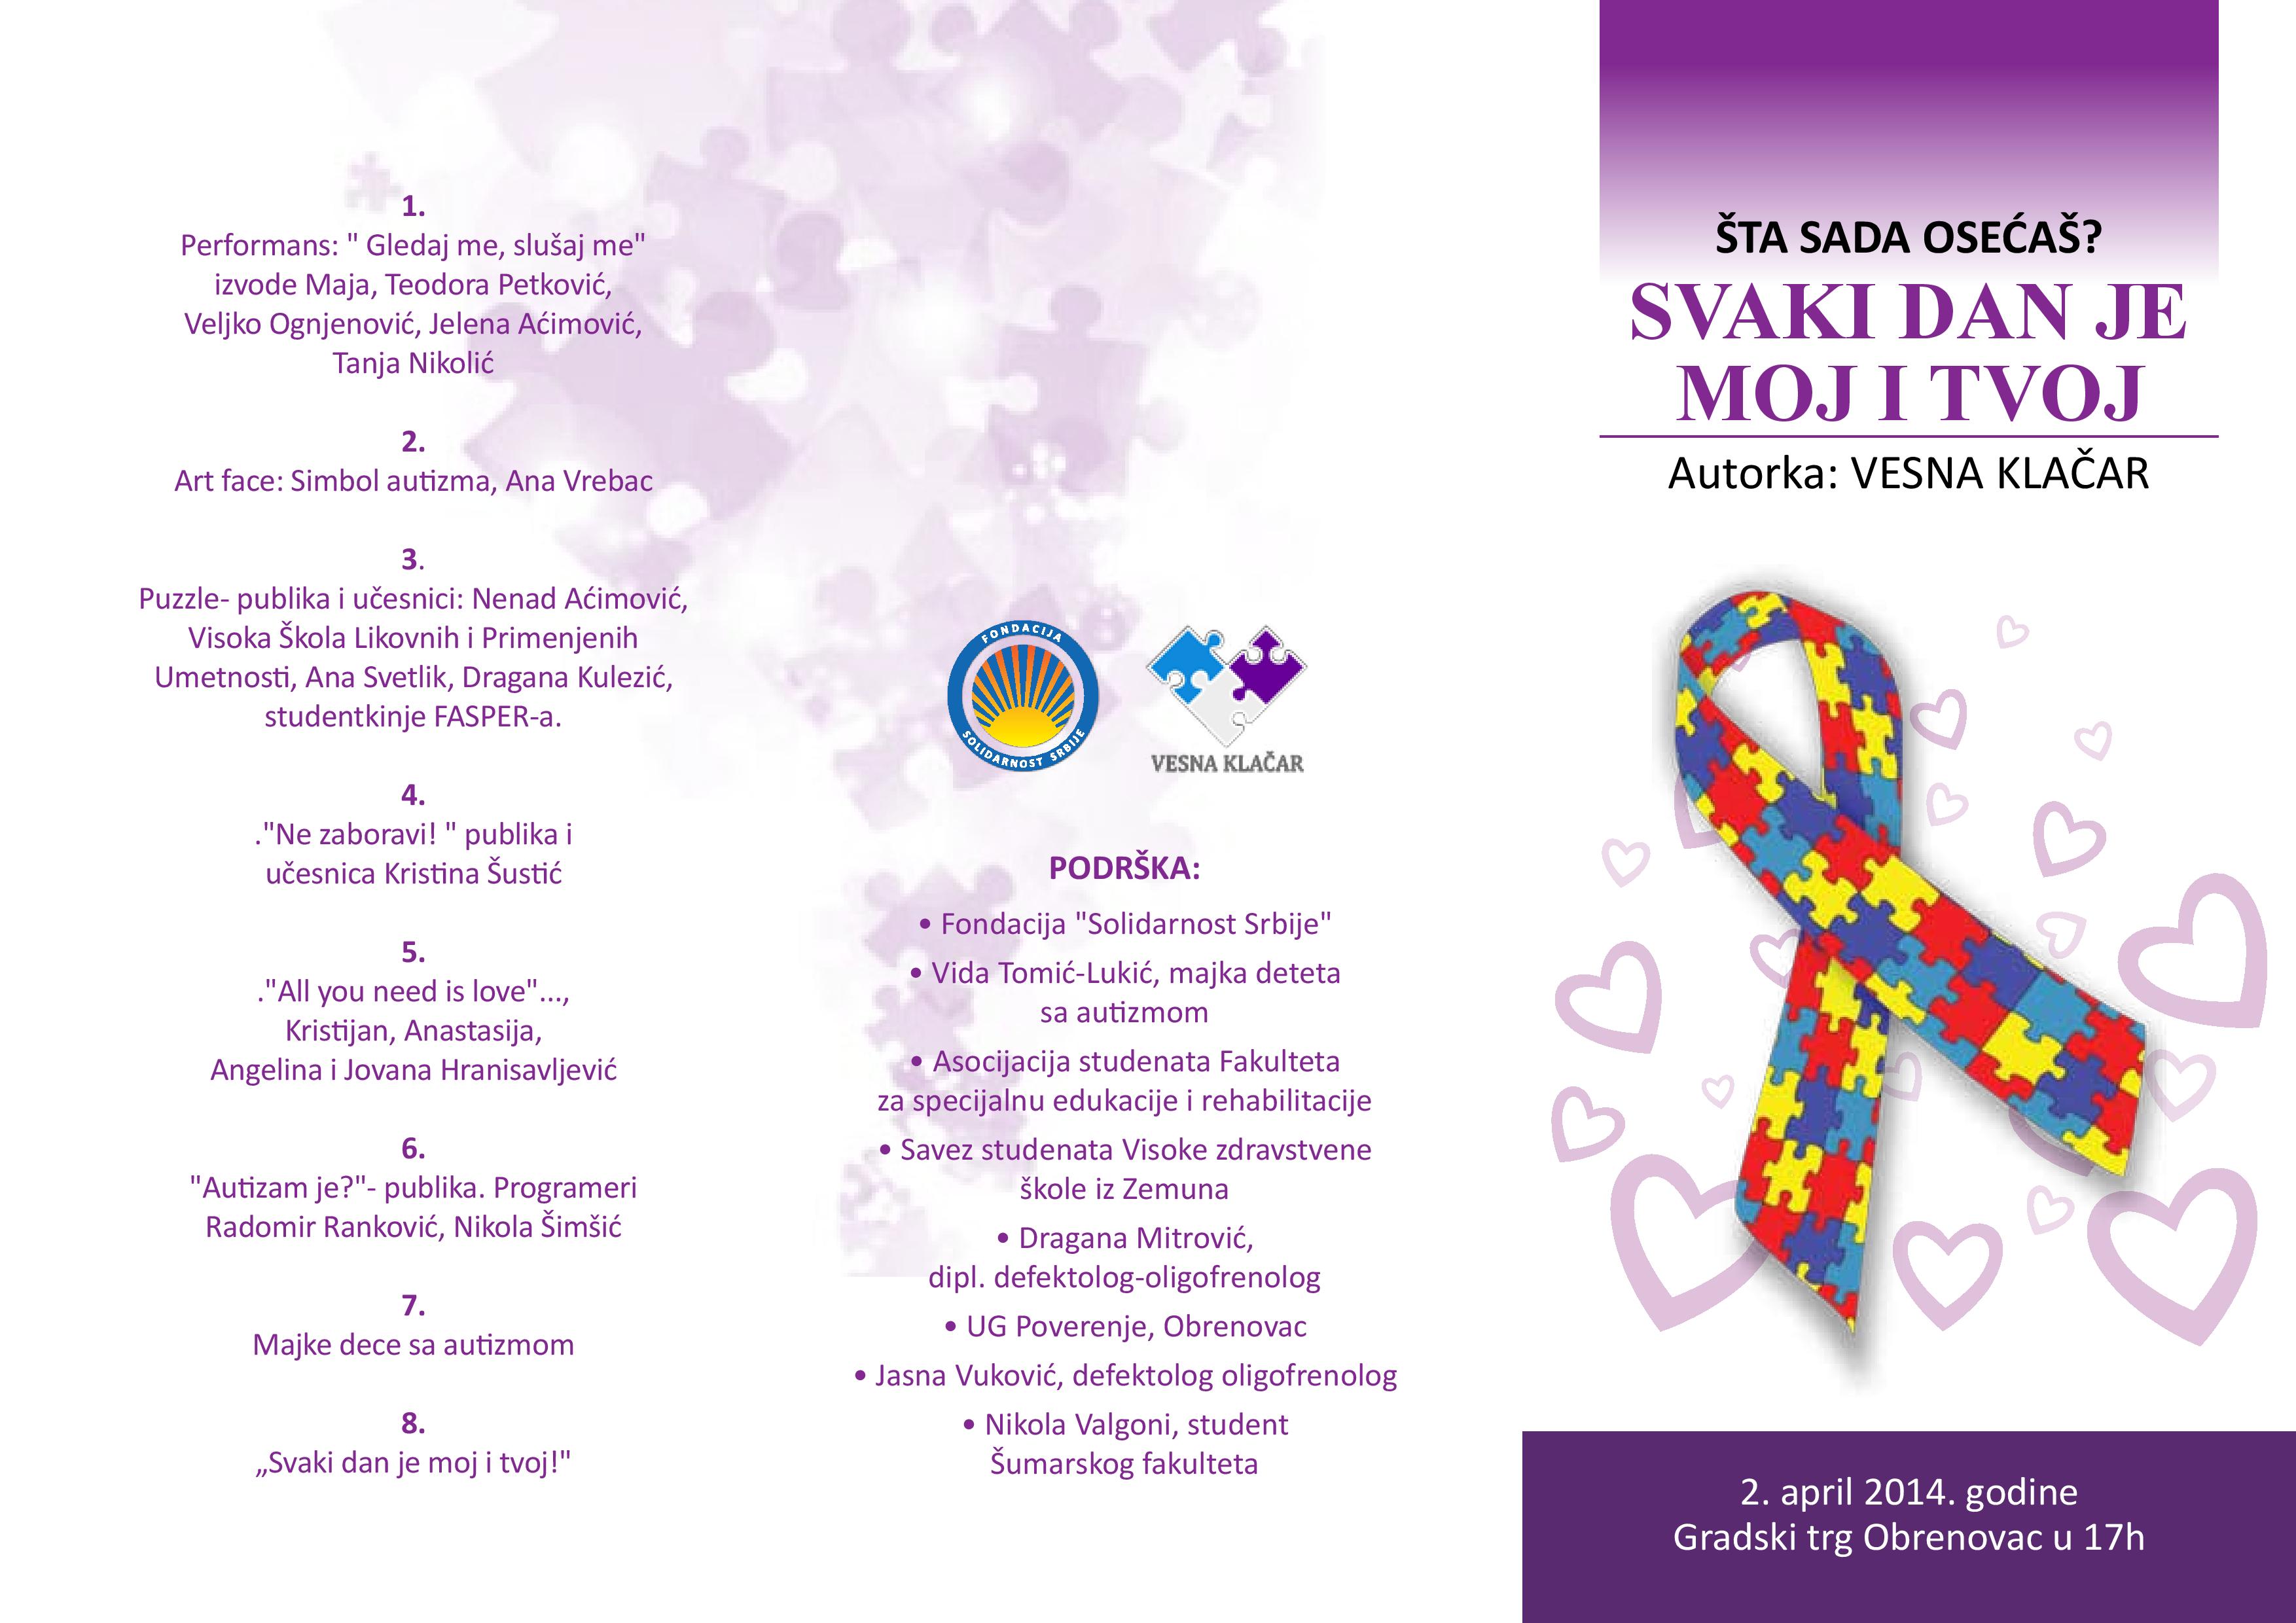 1.
Performans: " Gledaj me, slušaj me"
izvode Maja, Teodora Petković,
Veljko Ognjenović, Jelena Aćimović,
Tanja Nikolić
2.
Art face: Simbol autizma, Ana Vrebac
3.
Puzzle- publika i učesnici: Nenad Aćimović,
Visoka Škola Likovnih i Primenjenih
Umetnosti, Ana Svetlik, Dragana Kulezić,
studentkinje FASPER-a.
4.
."Ne zaboravi! " publika i
učesnica Kristina Šustić
5.
."All you need is love"...,
Kristijan, Anastasija,
Angelina i Jovana Hranisavljević
6.
"Autizam je?"- publika. Programeri
Radomir Ranković, Nikola Šimšić
7.
Majke dece sa autizmom
8.
„Svaki dan je moj i tvoj!"
FONDACIJA
SOLIDARNOST SRBIJE
VESNA KLAČAR
PODRŠKA:
• Fondacija "Solidarnost Srbije"
• Vida Tomić-Lukić, majka deteta
sa autizmom
• Asocijacija studenata Fakulteta
za specijalnu edukacije i rehabilitacije
• Savez studenata Visoke zdravstvene
škole iz Zemuna
• Dragana Mitrović,
dipl. defektolog-oligofrenolog
• UG Poverenje, Obrenovac
• Jasna Vuković, defektolog oligofrenolog
• Nikola Valgoni, student
Šumarskog fakulteta
ŠTA SADA OSEĆAŠ?
SVAKI DAN JE
MOJ I TVOJ
Autorka: VESNA KLAČAR
2. april 2014. godine
Gradski trg Obrenovac u 17h